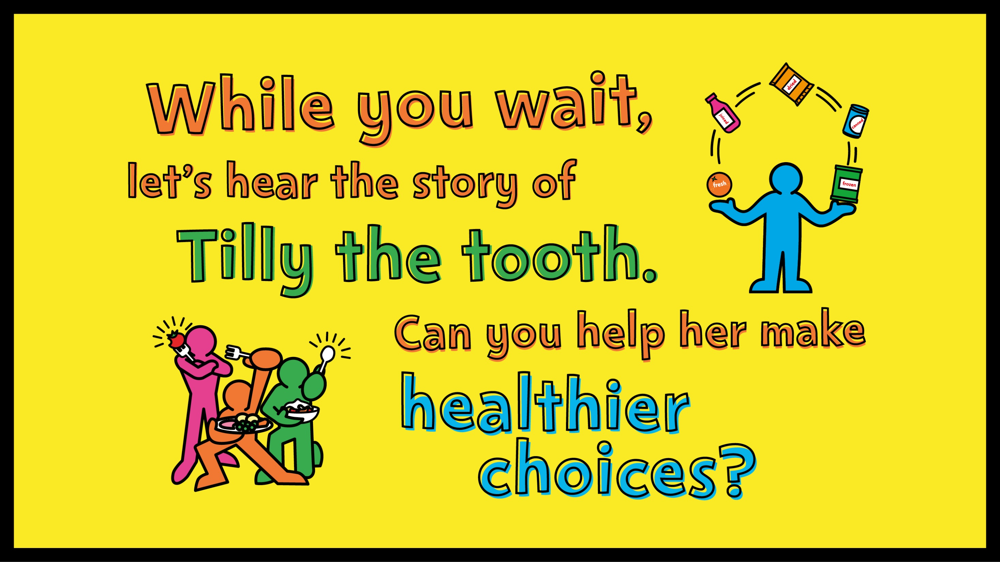 While you wait,
let's hear the story of
Tilly the tooth.
Can you help her make
healthier
choices?
dried
juiced
canned
fresh
frozen